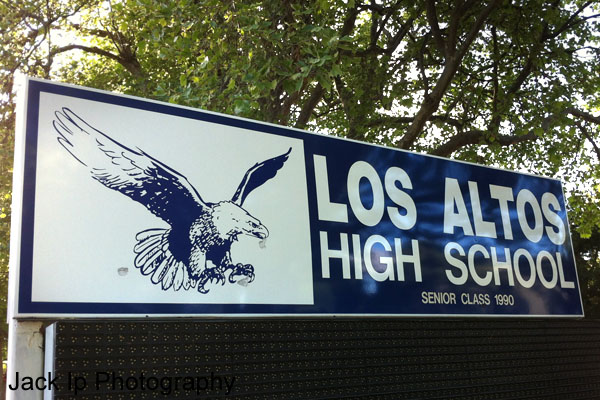 LOS ALTOS
HIGH SCHOOL
SENIOR CLASS 1990
Jack Ip Photography